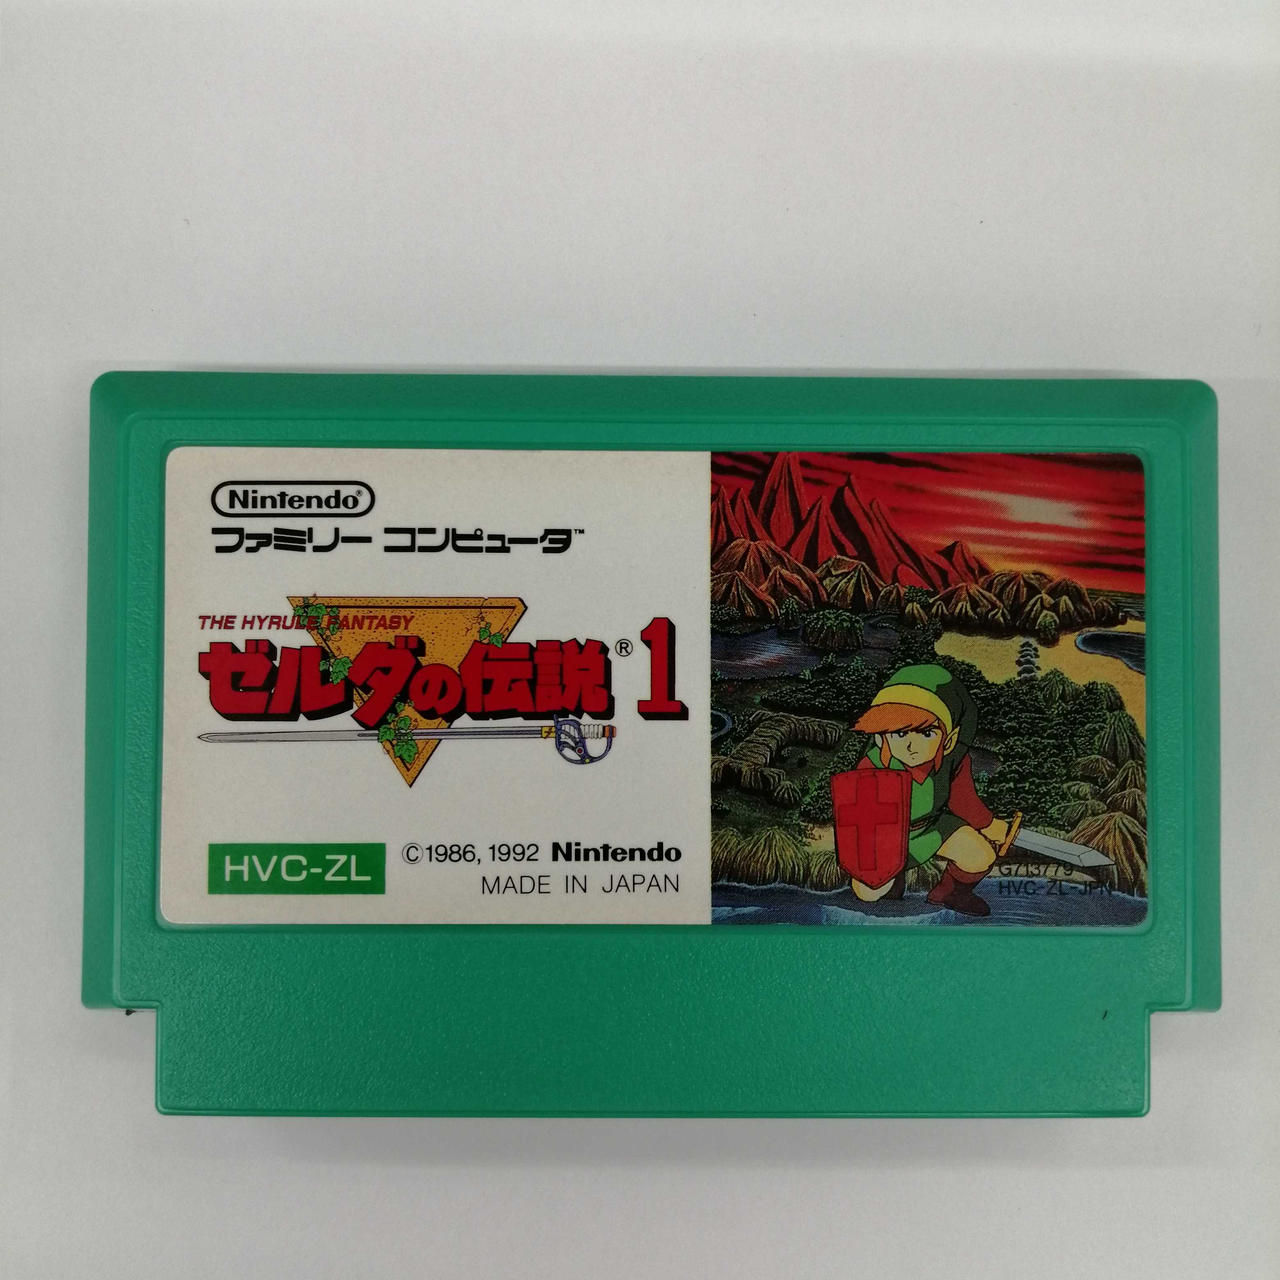 Nintendo®
ファミリー コンピュータ™
THE HYRULE FANTASY
ゼルダの伝説® 1
HVC-ZL
©1986, 1992 Nintendo
MADE IN JAPAN
G713779
HVC-ZL-JPN